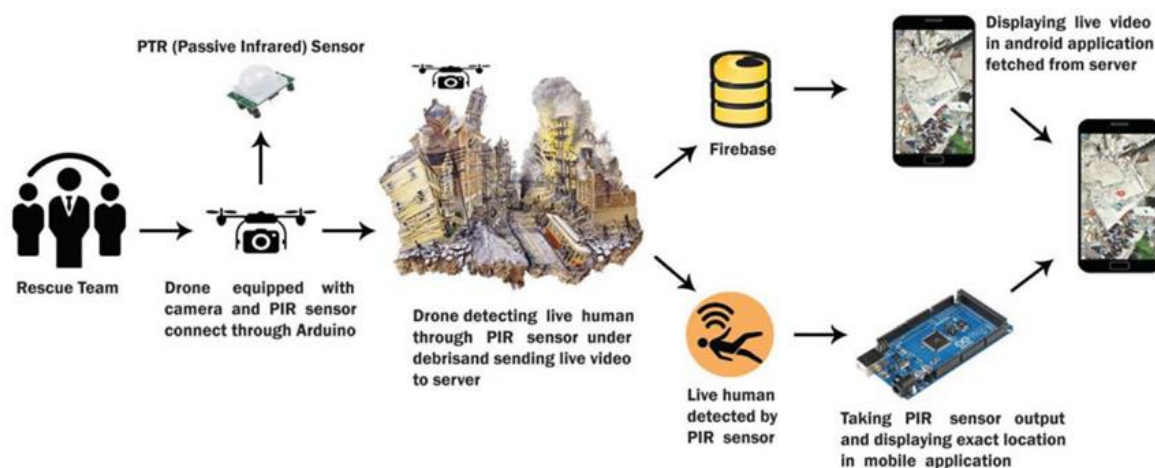 PTR (Passive Infrared) Sensor
Rescue Team
Drone equipped with
camera and PIR sensor
connect through Arduino
Drone detecting live human
through PIR sensor under
debrisand sending live video
to server
Firebase
Displaying live video
in android application
fetched from server
Live human
detected by
PIR sensor
Taking PIR sensor output
and displaying exact location
in mobile application